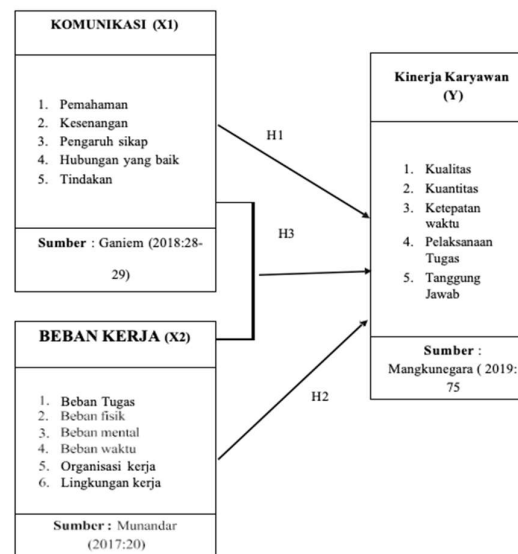 KOMUNIKASI (X1)
1. Pemahaman
2. Kesenangan
3. Pengaruh sikap
4. Hubungan yang baik
5. Tindakan
Sumber : Ganiem (2018:28-
29)
BEBAN KERJA (X2)
1. Beban Tugas
2. Beban fisik
3. Beban mental
4. Beban waktu
5. Organisasi kerja
6. Lingkungan kerja
Sumber : Munandar
(2017:20)
H1
H3
H2
Kinerja Karyawan
(Y)
1. Kualitas
2. Kuantitas
3. Ketepatan
waktu
4. Pelaksanaan
Tugas
5. Tanggung
Jawab
Sumber :
Mangkunegara ( 2019:
75